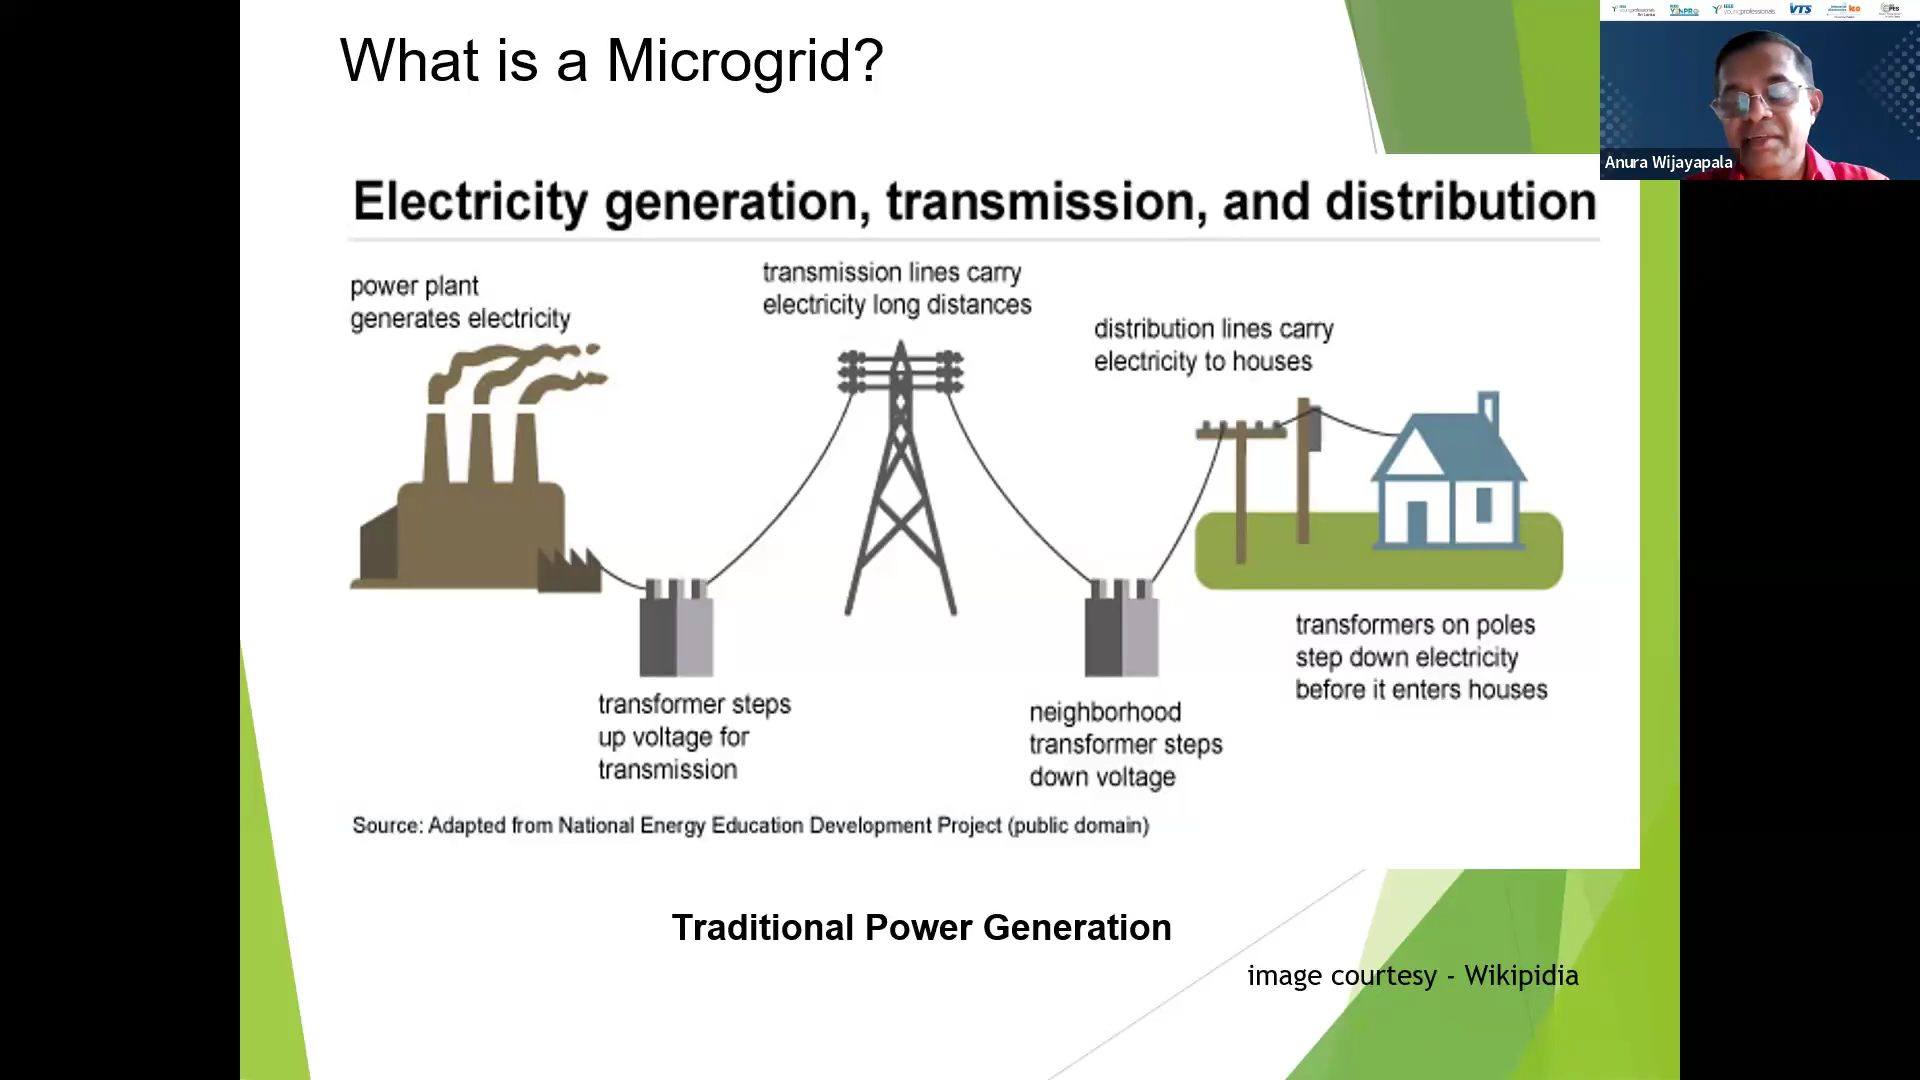 What is a Microgrid?
VTS
Anura Wijayapala
Electricity generation, transmission, and distribution
power plant
generates electricity
transmission lines carry
electricity long distances
distribution lines carry
electricity to houses
transformer steps
up voltage for
transmission
neighborhood
transformer steps
down voltage
transformers on poles
step down electricity
before it enters houses
Source: Adapted from National Energy Education Development Project (public domain)
Traditional Power Generation
image courtesy - Wikipidia